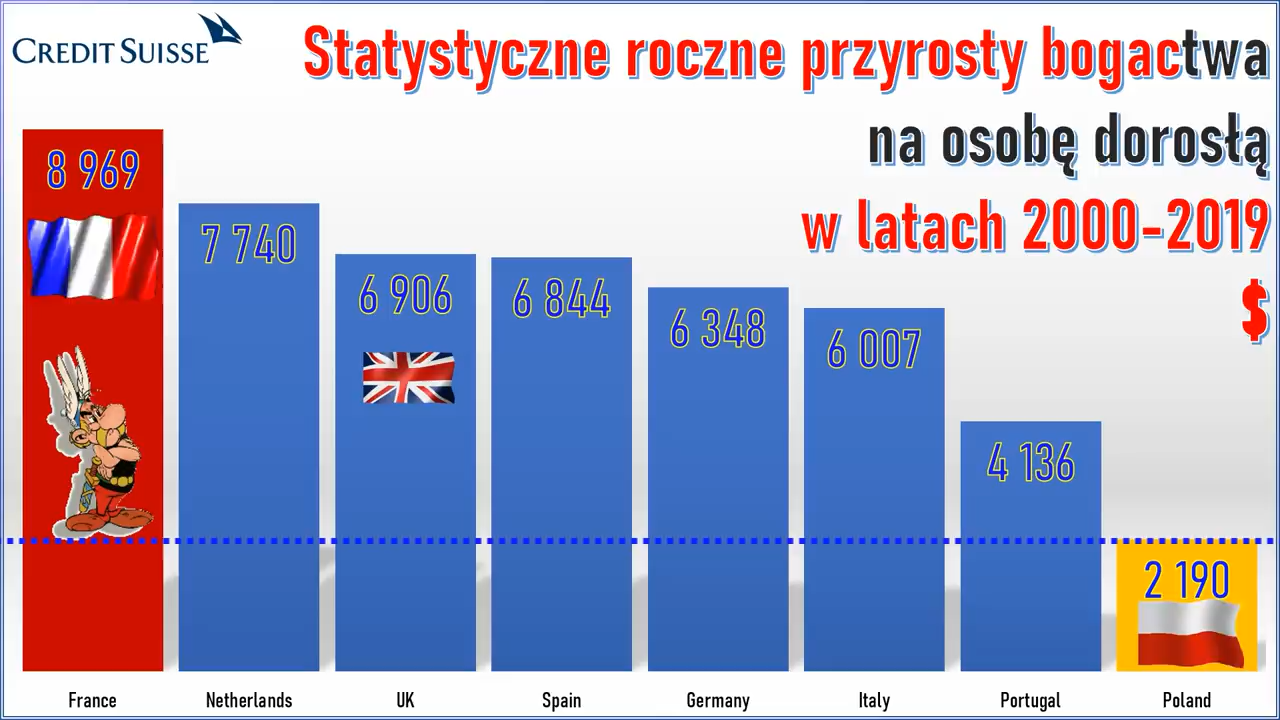 CREDIT SUISSE
Statystyczne roczne przyrosty bogactwa
na osobę dorosłą
w latach 2000-2019
$
8 969
7 740
6 906
6 844
6 348
6 007
4 136
2 190
France
Netherlands
UK
Spain
Germany
Italy
Portugal
Poland